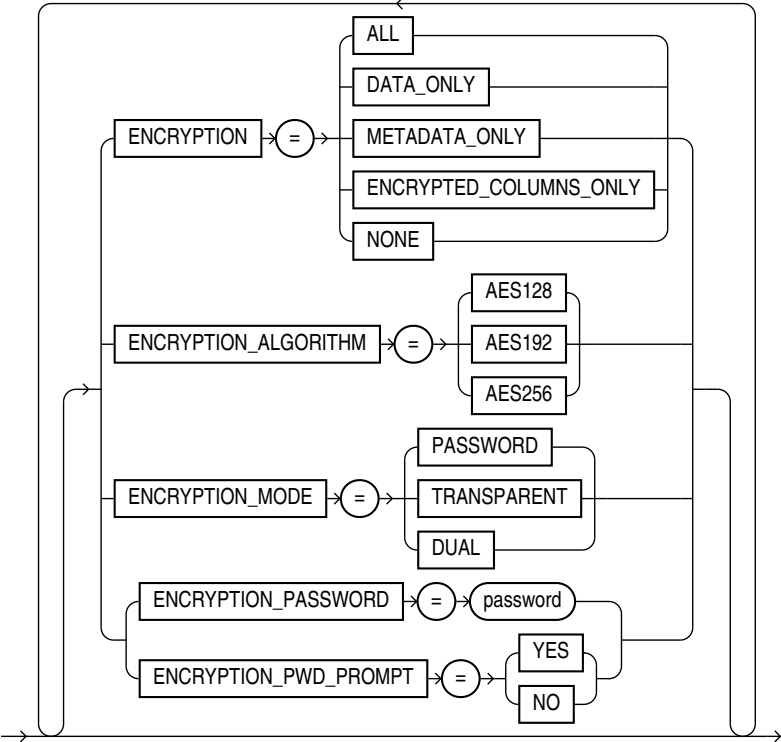 ALL
DATA_ONLY
ENCRYPTION = METADATA_ONLY
ENCRYPTED_COLUMNS_ONLY
NONE
AES128
ENCRYPTION_ALGORITHM = AES192
AES256
PASSWORD
ENCRYPTION_MODE = TRANSPARENT
DUAL
ENCRYPTION_PASSWORD = password
YES
ENCRYPTION_PWD_PROMPT =
NO